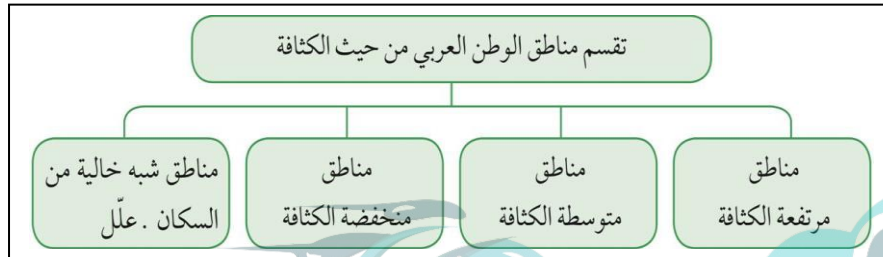 تقسم مناطق الوطن العربي من حيث الكثافة
مناطق
مرتفعة الكثافة
مناطق
متوسطة الكثافة
مناطق
منخفضة الكثافة
مناطق شبه خالية من
السكان . علّل